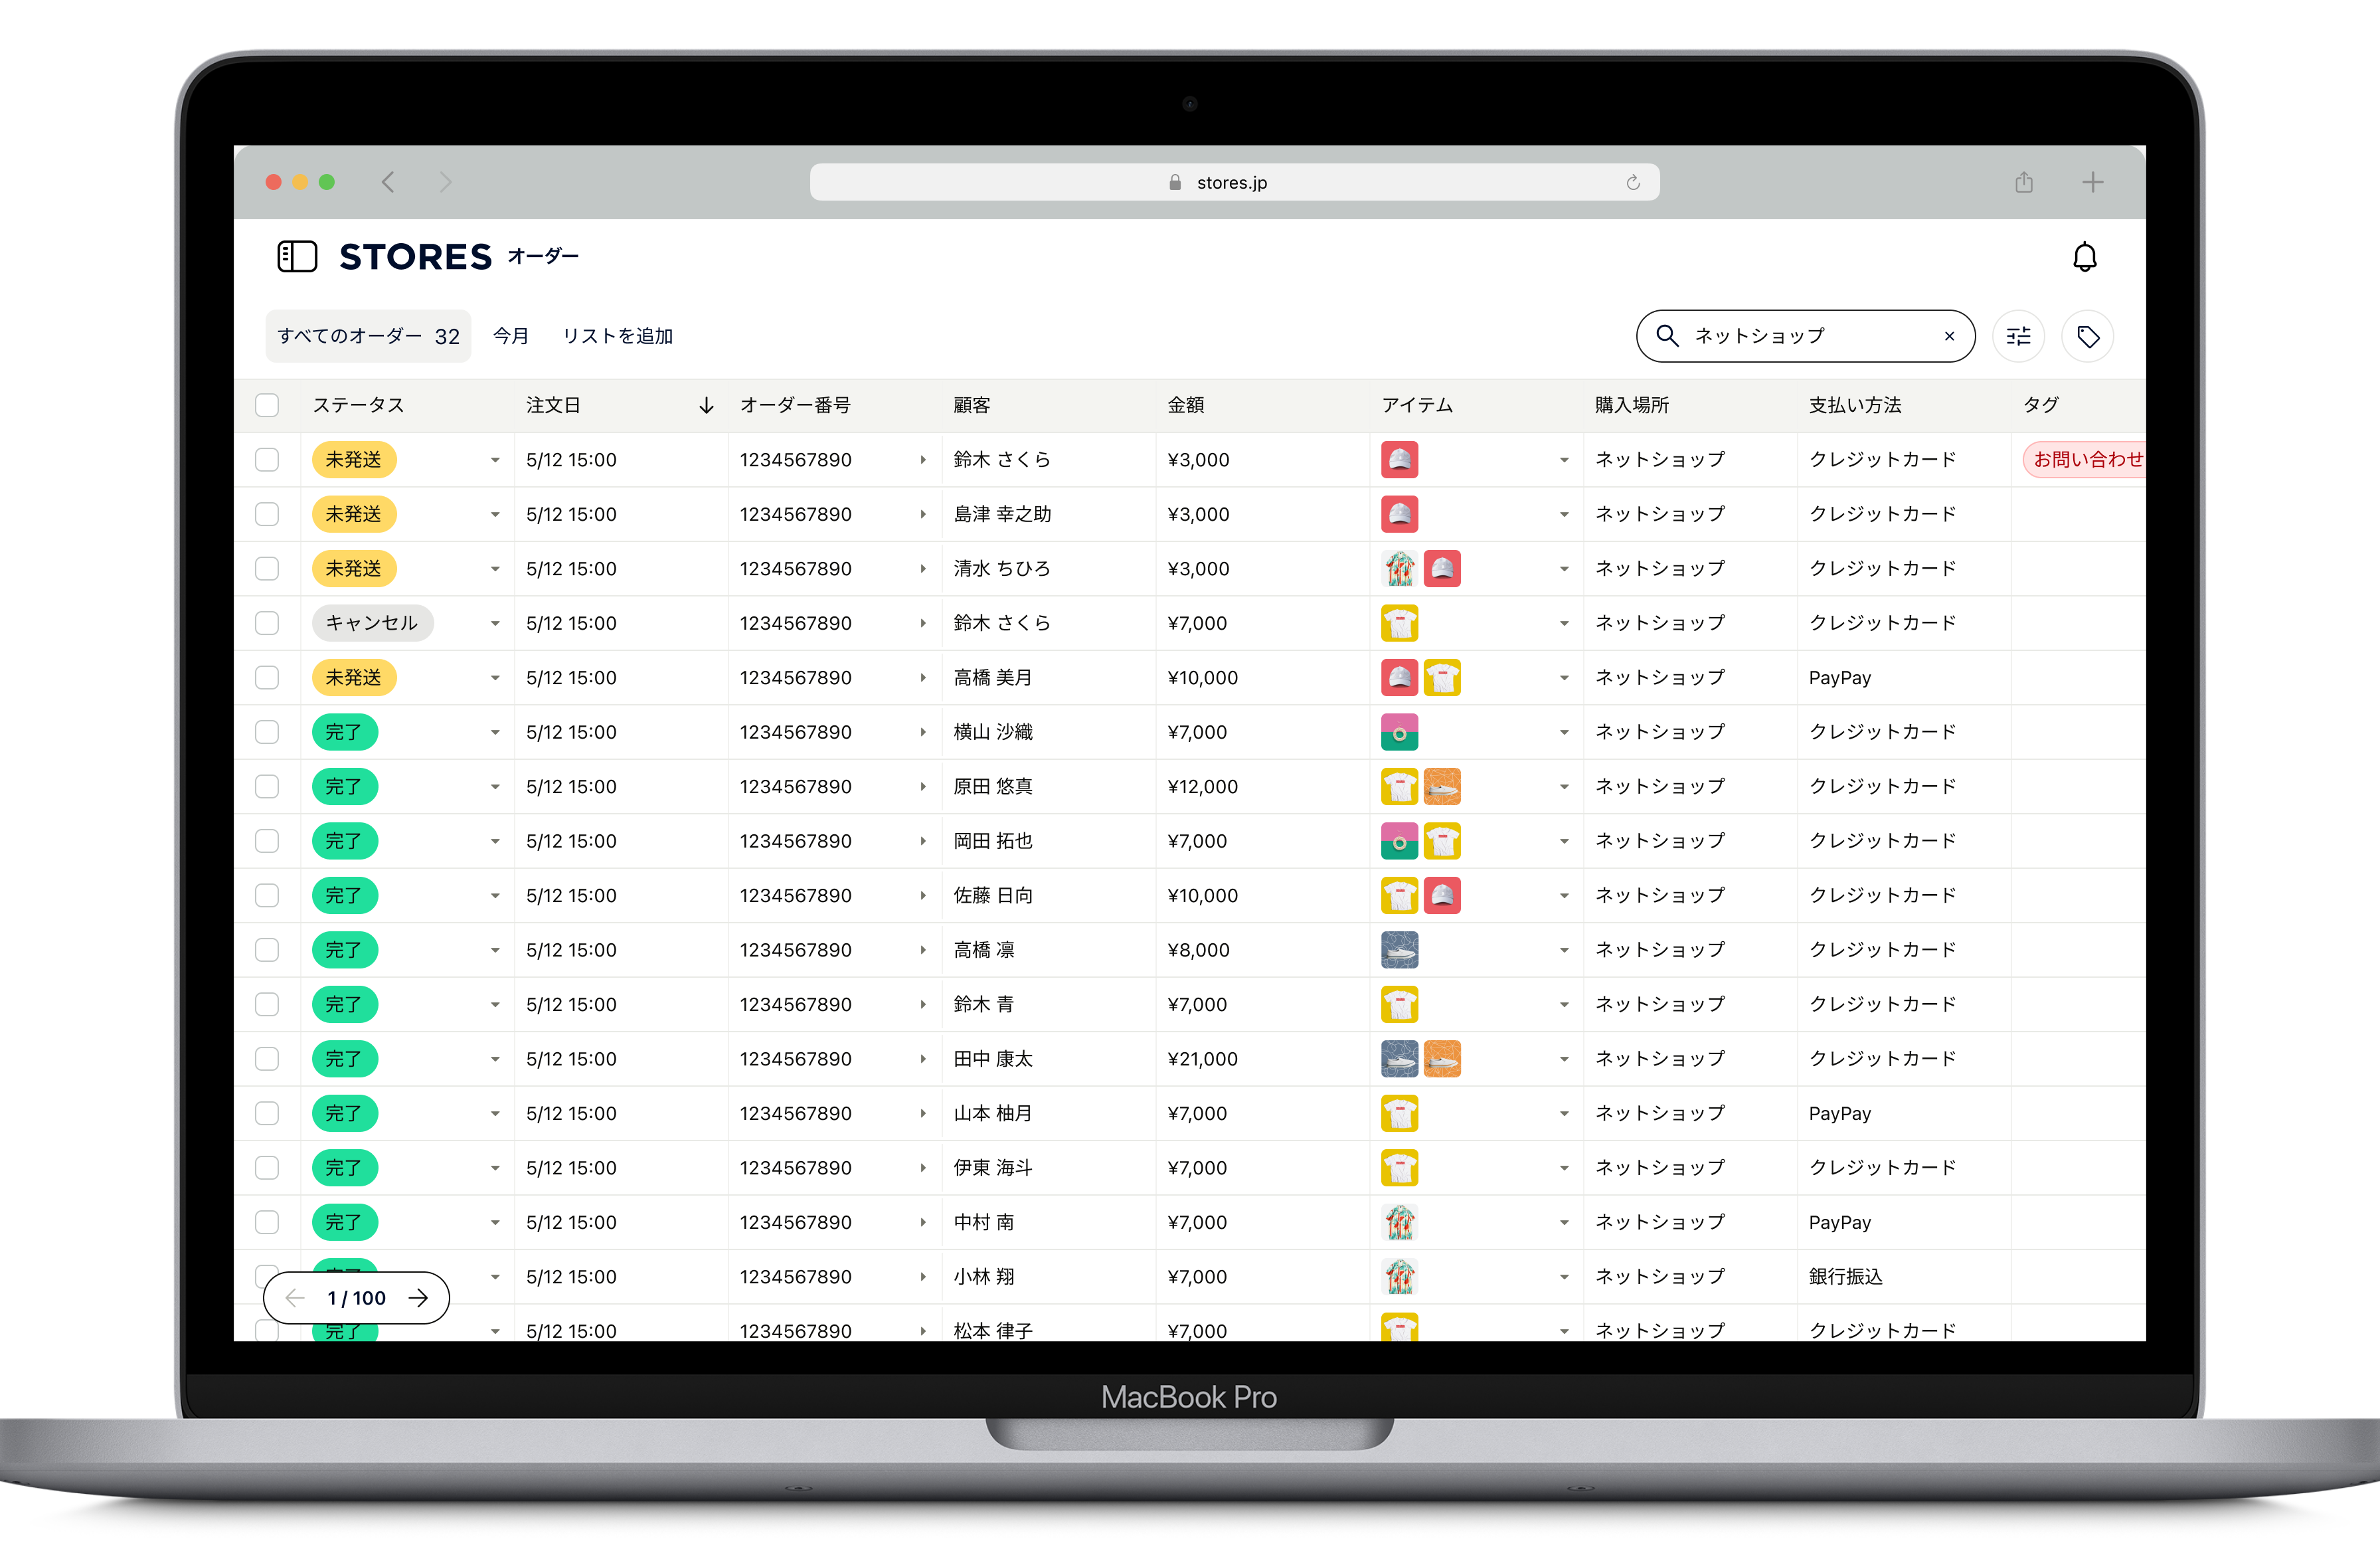 stores.jp
STORES オーダー
すべてのオーダー 32 今月 リストを追加 ネットショップ
ステータス 注文日 オーダー番号 顧客 金額 アイテム 購入場所 支払い方法 タグ
未発送 5/12 15:00 1234567890 鈴木 さくら ¥3,000 ネットショップ クレジットカード お問い合わせ
未発送 5/12 15:00 1234567890 島津 幸之助 ¥3,000 ネットショップ クレジットカード
未発送 5/12 15:00 1234567890 清水 ちひろ ¥3,000 ネットショップ クレジットカード
キャンセル 5/12 15:00 1234567890 鈴木 さくら ¥7,000 ネットショップ クレジットカード
未発送 5/12 15:00 1234567890 高橋 美月 ¥10,000 ネットショップ PayPay
完了 5/12 15:00 1234567890 横山 沙織 ¥7,000 ネットショップ クレジットカード
完了 5/12 15:00 1234567890 原田 悠真 ¥12,000 ネットショップ クレジットカード
完了 5/12 15:00 1234567890 岡田 拓也 ¥7,000 ネットショップ クレジットカード
完了 5/12 15:00 1234567890 佐藤 日向 ¥10,000 ネットショップ クレジットカード
完了 5/12 15:00 1234567890 高橋 凛 ¥8,000 ネットショップ クレジットカード
完了 5/12 15:00 1234567890 鈴木 青 ¥7,000 ネットショップ クレジットカード
完了 5/12 15:00 1234567890 田中 康太 ¥21,000 ネットショップ クレジットカード
完了 5/12 15:00 1234567890 山本 柚月 ¥7,000 ネットショップ PayPay
完了 5/12 15:00 1234567890 伊東 海斗 ¥7,000 ネットショップ クレジットカード
完了 5/12 15:00 1234567890 中村 南 ¥7,000 ネットショップ PayPay
5/12 15:00 1234567890 小林 翔 ¥7,000 ネットショップ 銀行振込
1 / 100
完了 5/12 15:00 1234567890 松本 律子 ¥7,000 ネットショップ クレジットカード
MacBook Pro